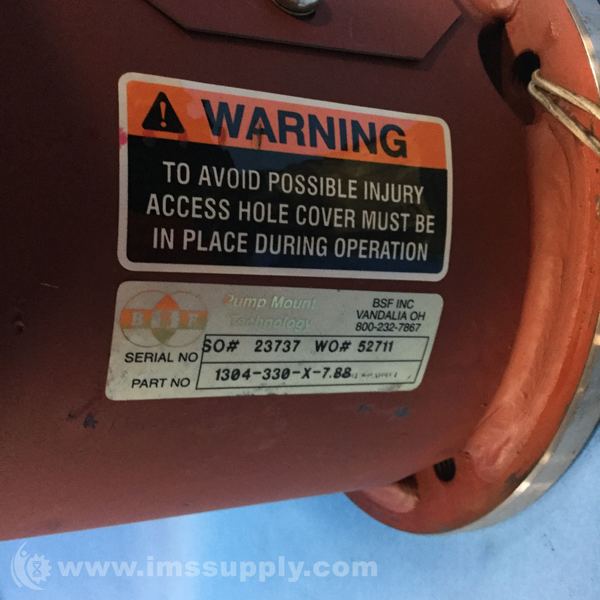 WARNING
TO AVOID POSSIBLE INJURY
ACCESS HOLE COVER MUST BE
IN PLACE DURING OPERATION
BSF
Pump Mount
Technology
BSF INC
VANDALIA OH
800-232-7867
SERIAL NO SO# 23737 WO# 52711
PART NO 1304-330-X-7.88
www.imssupply.com